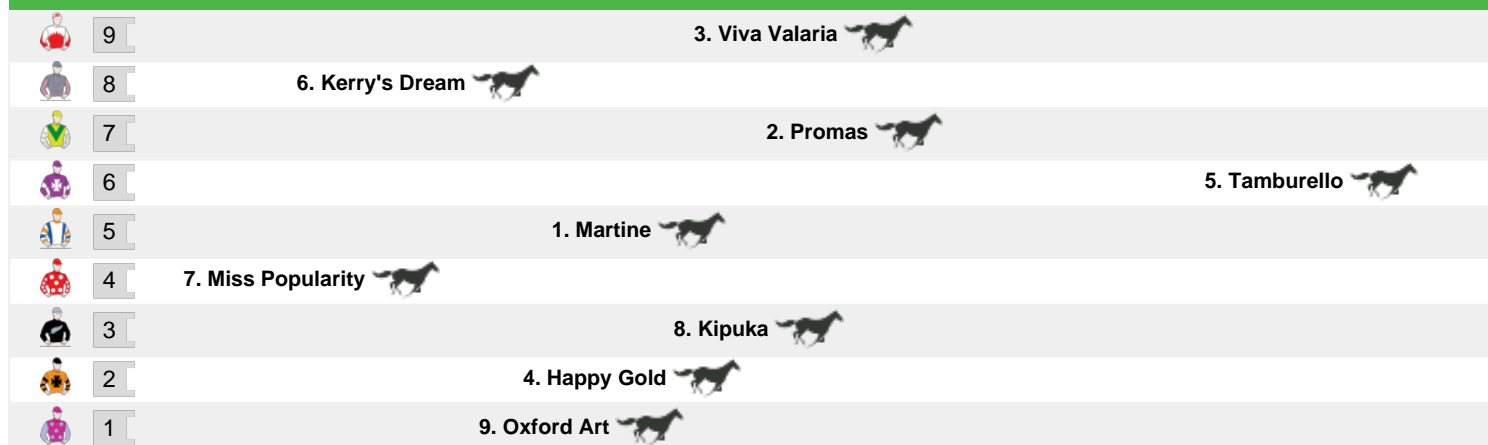 9 3. Viva Valaria
8 6. Kerry's Dream
7 2. Promas
6 5. Tamburello
5 1. Martine
4 7. Miss Popularity
3 8. Kipuka
2 4. Happy Gold
1 9. Oxford Art